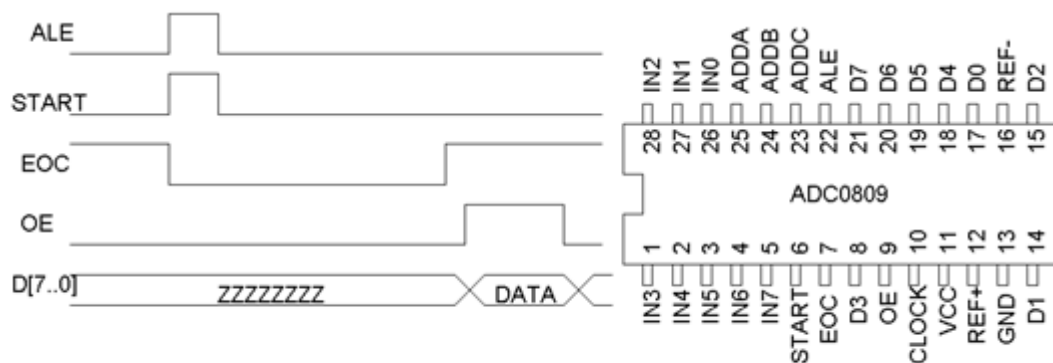 ALE
START
EOC
OE
D[7..0]
ZZZZZZZZ
DATA
IN2
IN1
IN0
ADDA
ADDB
ADDC
ALE
D7
D6
D5
D4
D0
REF-
D2
28
27
26
25
24
23
22
21
20
19
18
17
16
15
ADC0809
1
2
3
4
5
6
7
8
9
10
11
12
13
14
IN3
IN4
IN5
IN6
IN7
START
EOC
D3
OE
CLOCK
VCC
REF+
GND
D1